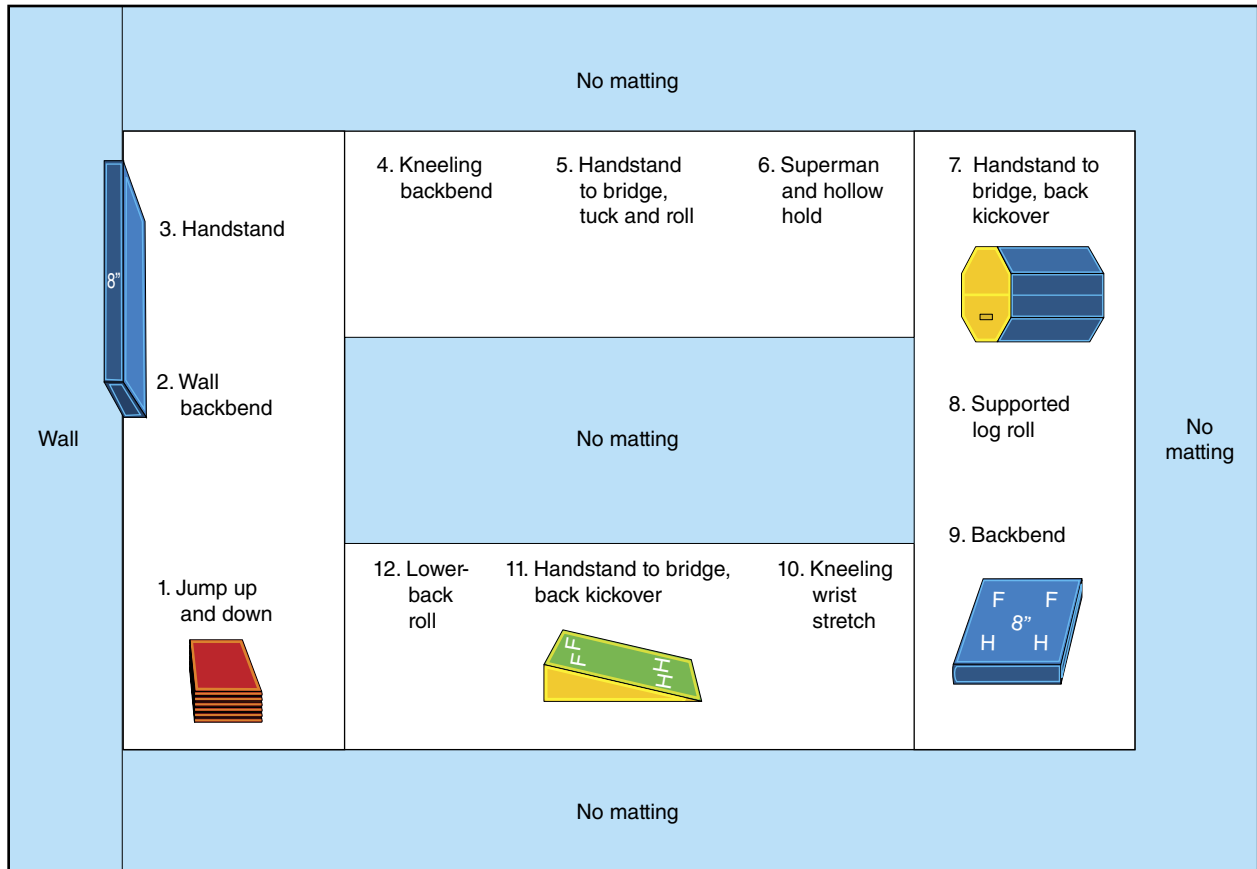 No matting
4. Kneeling
backbend
5. Handstand
to bridge,
tuck and roll
6. Superman
and hollow
hold
7. Handstand to
bridge, back
kickover
3. Handstand
8”
2. Wall
backbend
Wall
No matting
8. Supported
log roll
No
matting
1. Jump up
and down
12. Lower-
back
roll
11. Handstand to bridge,
back kickover
F F
H H
10. Kneeling
wrist
stretch
9. Backbend
F F
8”
H H
No matting